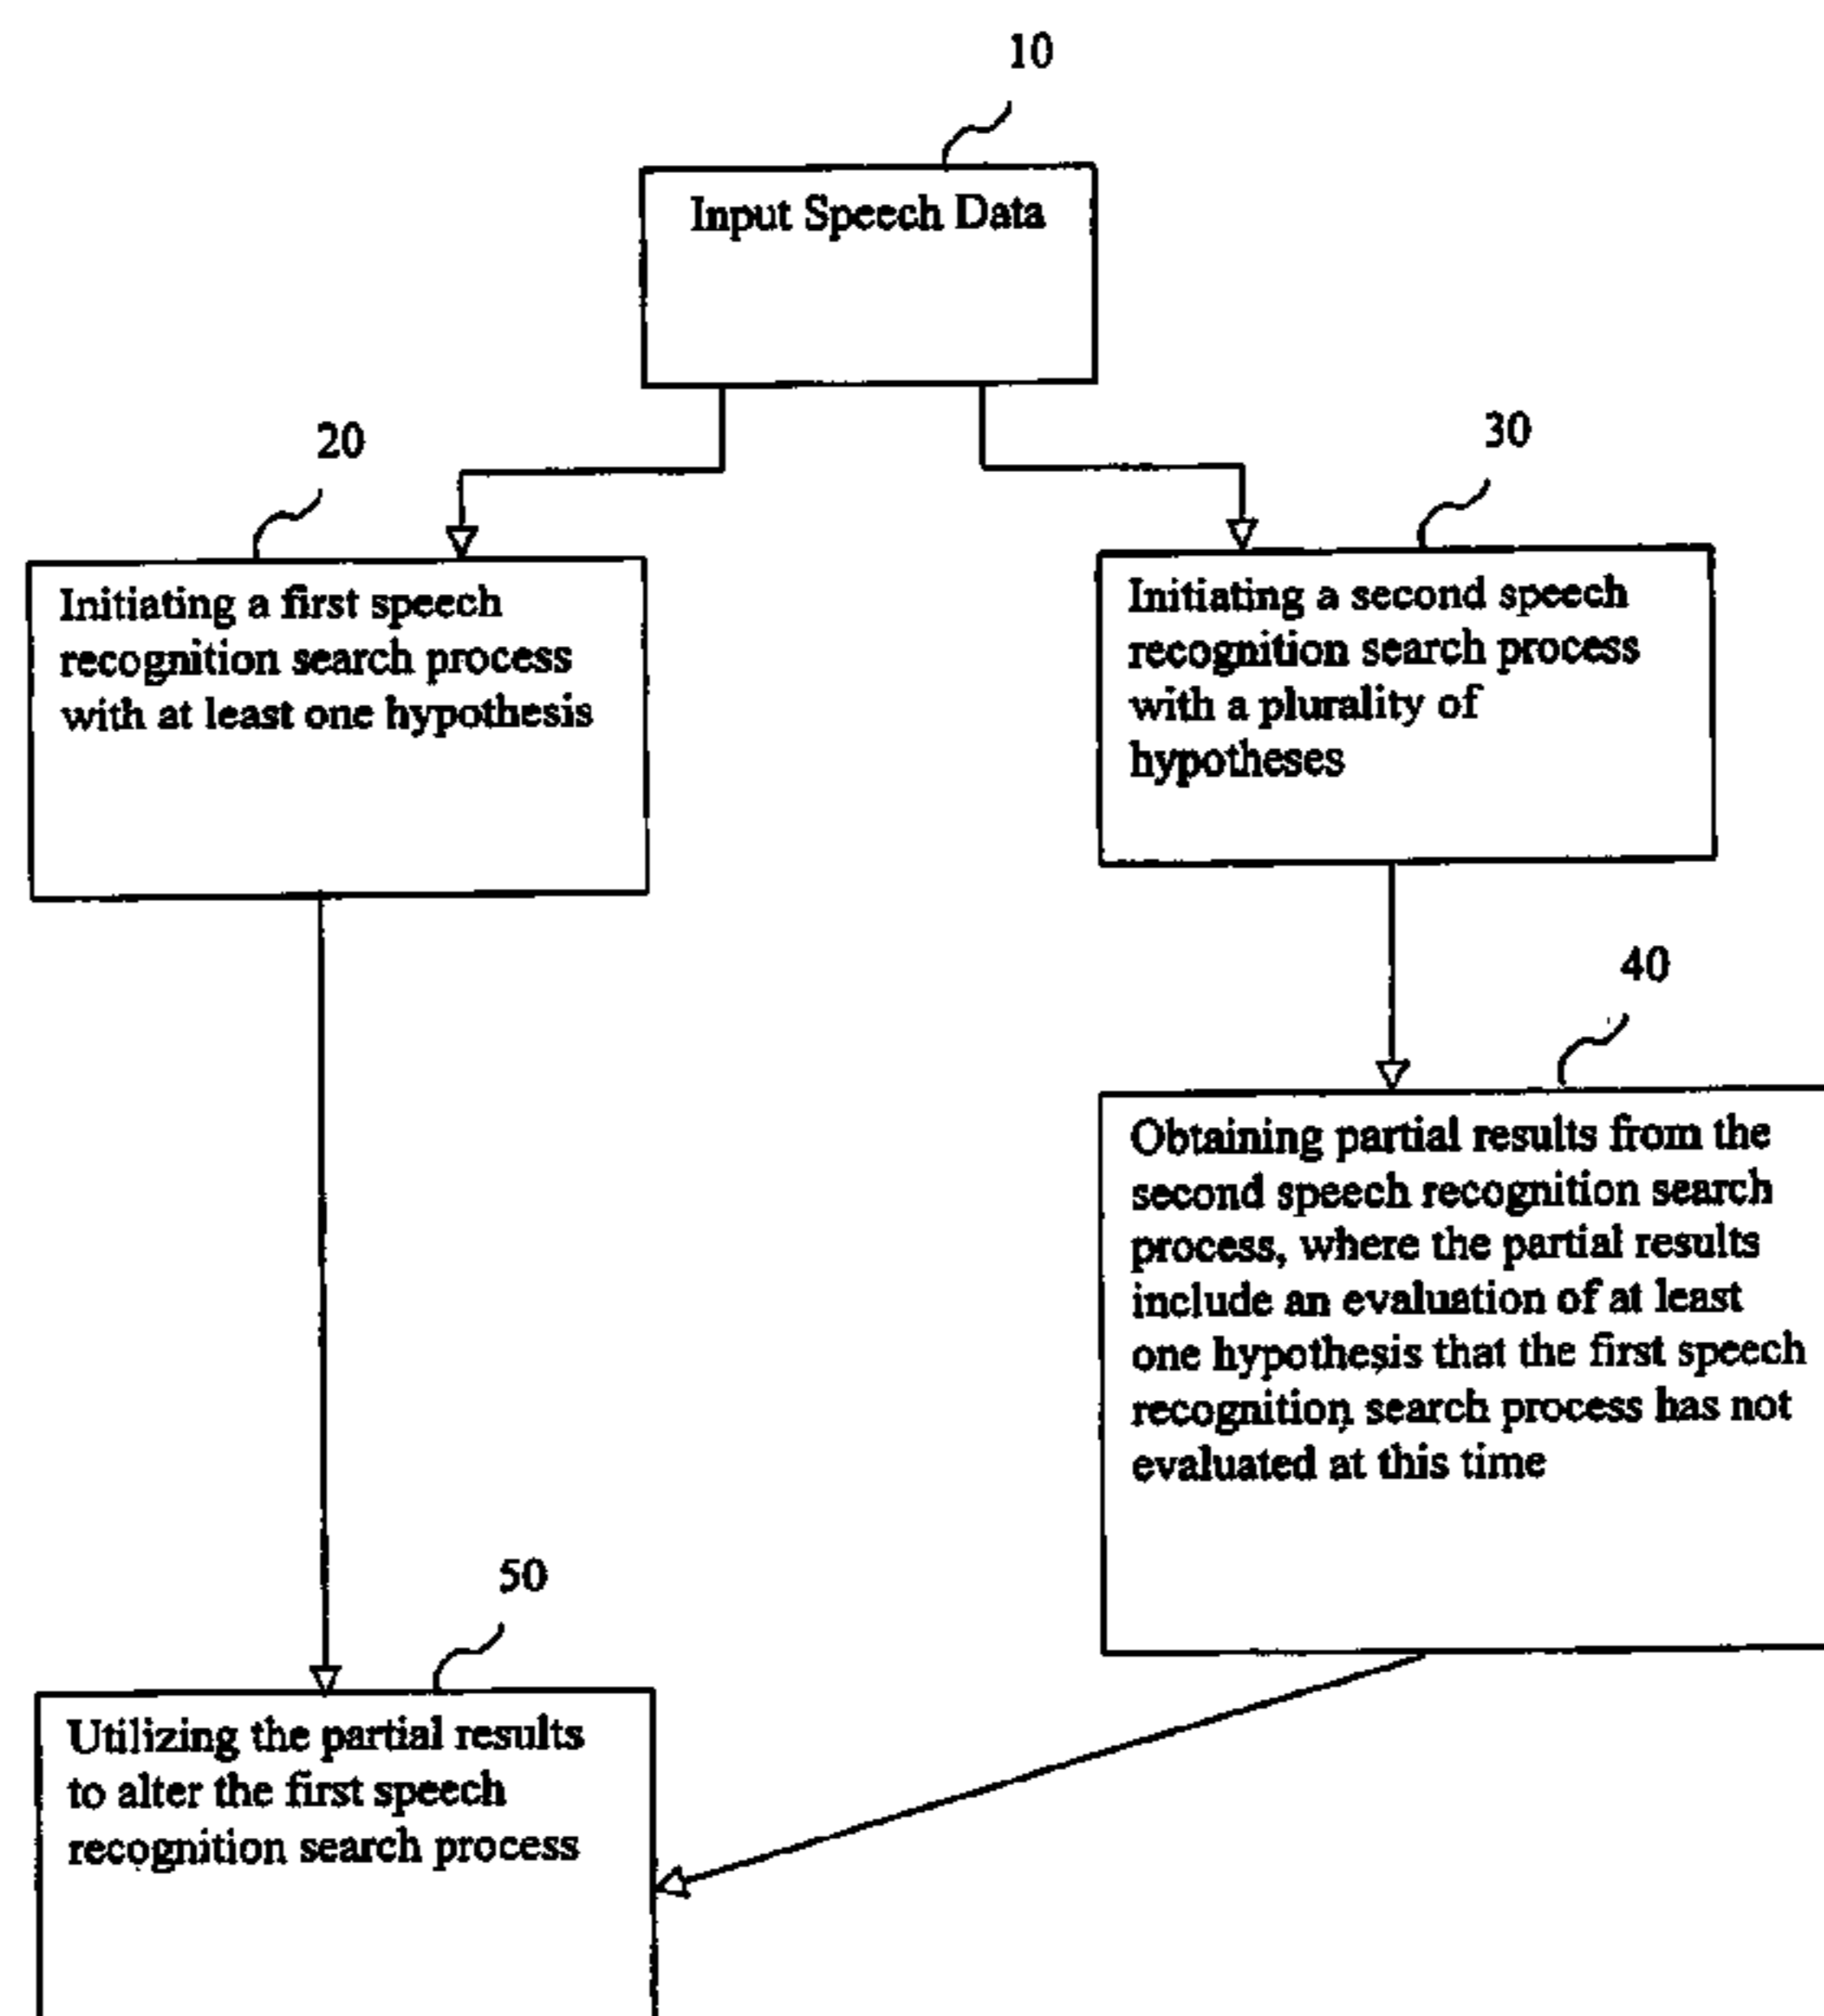 10
Input Speech Data
20
30
Initiating a first speech
recognition search process
with at least one hypothesis
Initiating a second speech
recognition search process
with a plurality of
hypotheses
40
Obtaining partial results from the
second speech recognition search
process, where the partial results
include an evaluation of at least
one hypothesis that the first speech
recognition search process has not
evaluated at this time
50
Utilizing the partial results
to alter the first speech
recognition search process